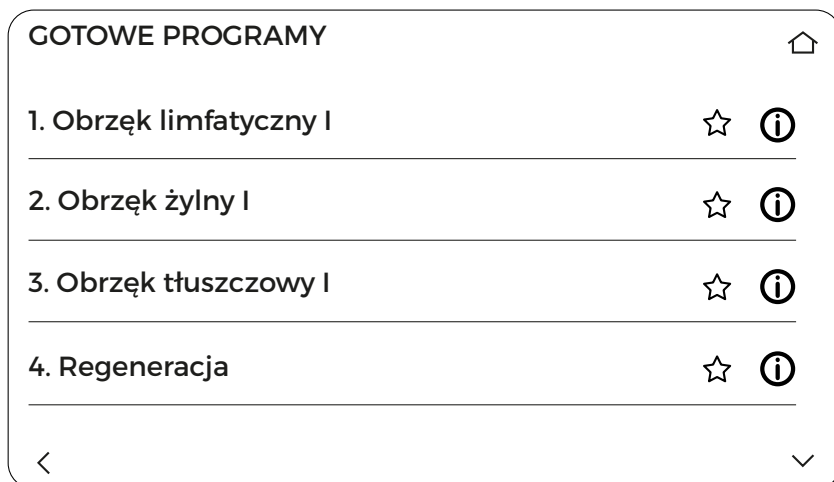 GOTOWE PROGRAMY
1. Obrzęk limfatyczny I
2. Obrzęk żylny I
3. Obrzęk tłuszczowy I
4. Regeneracja